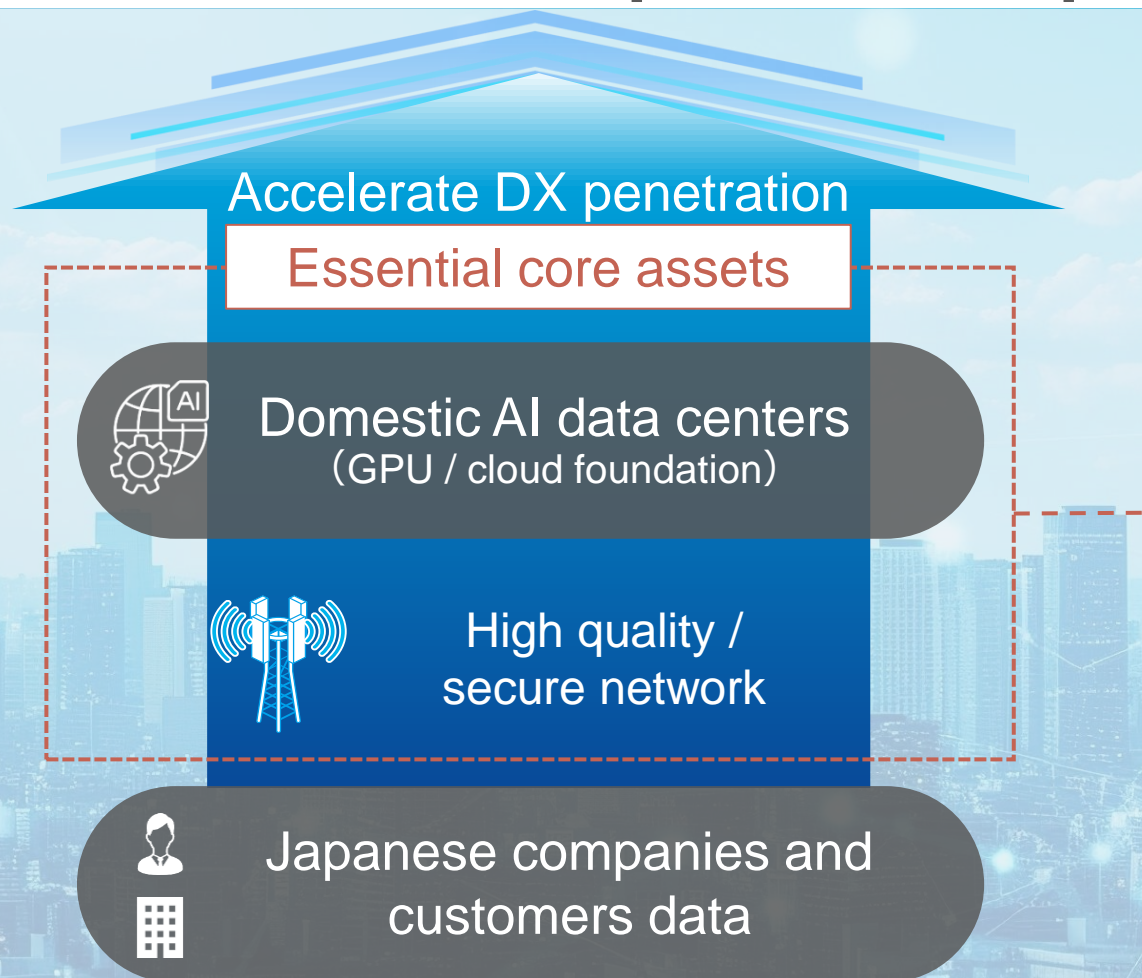 Accelerate DX penetration
Essential core assets
AI
Domestic AI data centers
（GPU / cloud foundation）
High quality /
secure network
Japanese companies and
customers data